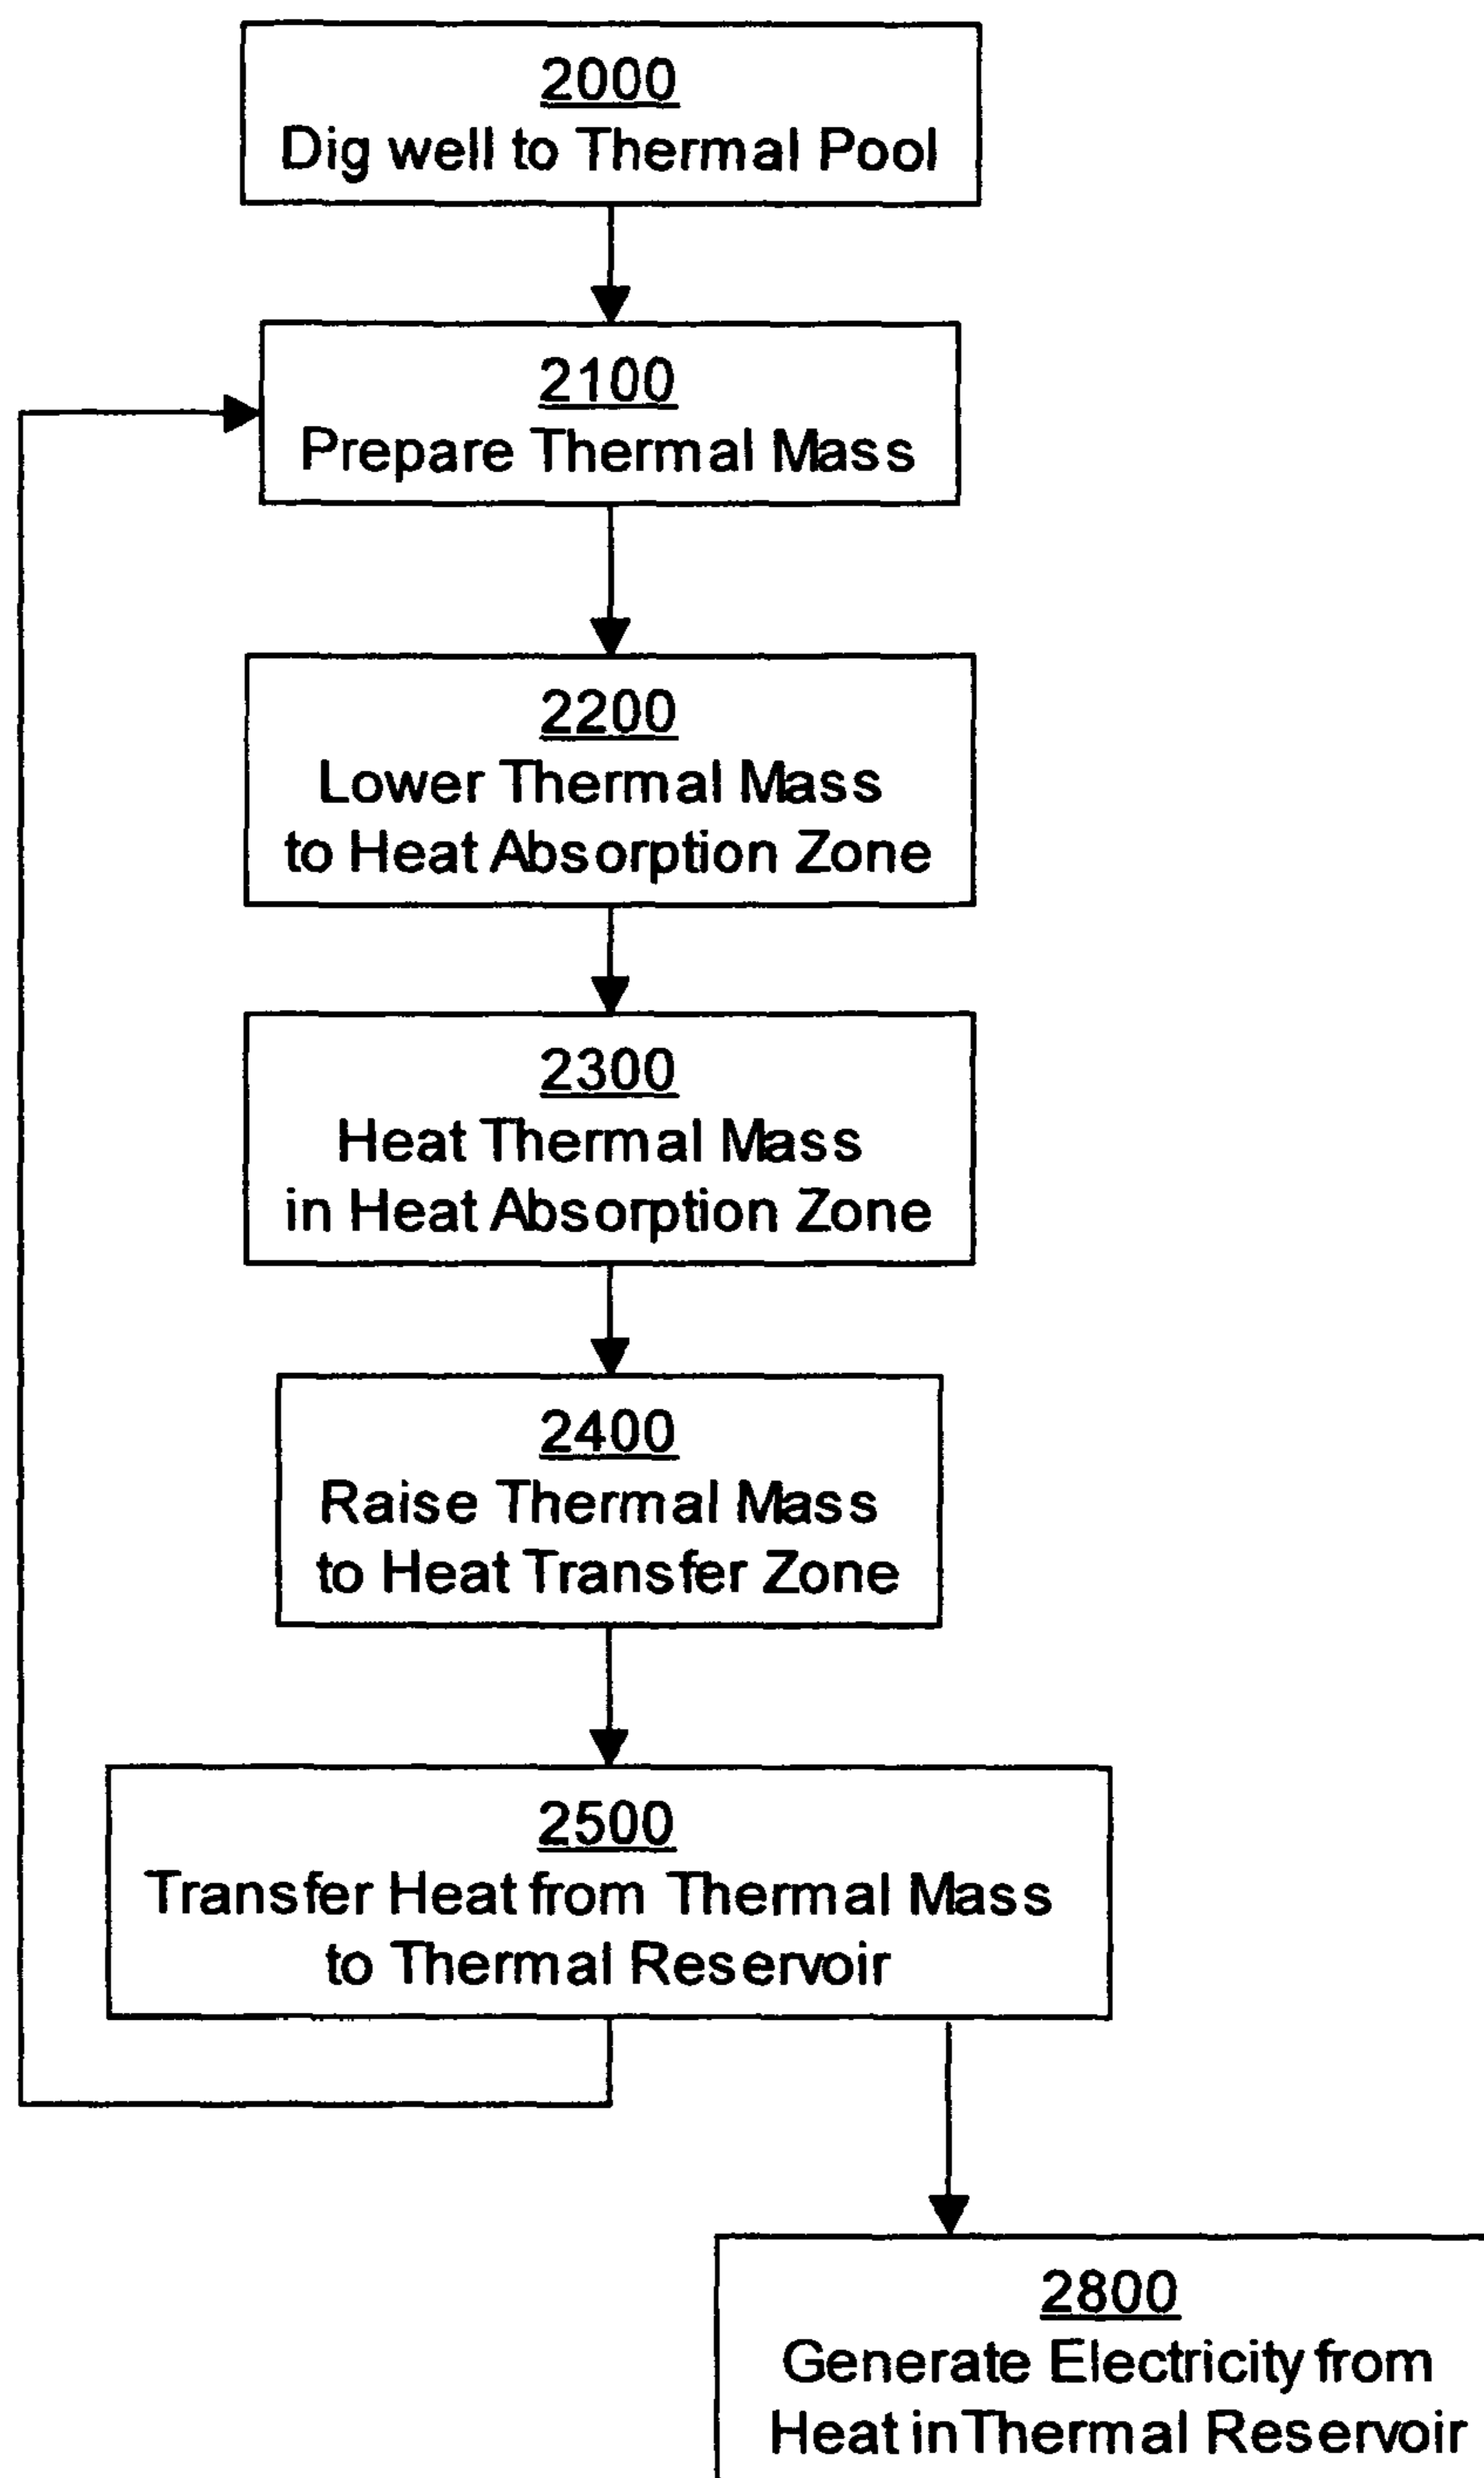 2000
Dig well to Thermal Pool
2100
Prepare Thermal Mass
2200
Lower Thermal Mass
to Heat Absorption Zone
2300
Heat Thermal Mass
in Heat Absorption Zone
2400
Raise Thermal Mass
to Heat Transfer Zone
2500
Transfer Heat from Thermal Mass
to Thermal Reservoir
2800
Generate Electricity from
Heat in Thermal Reservoir